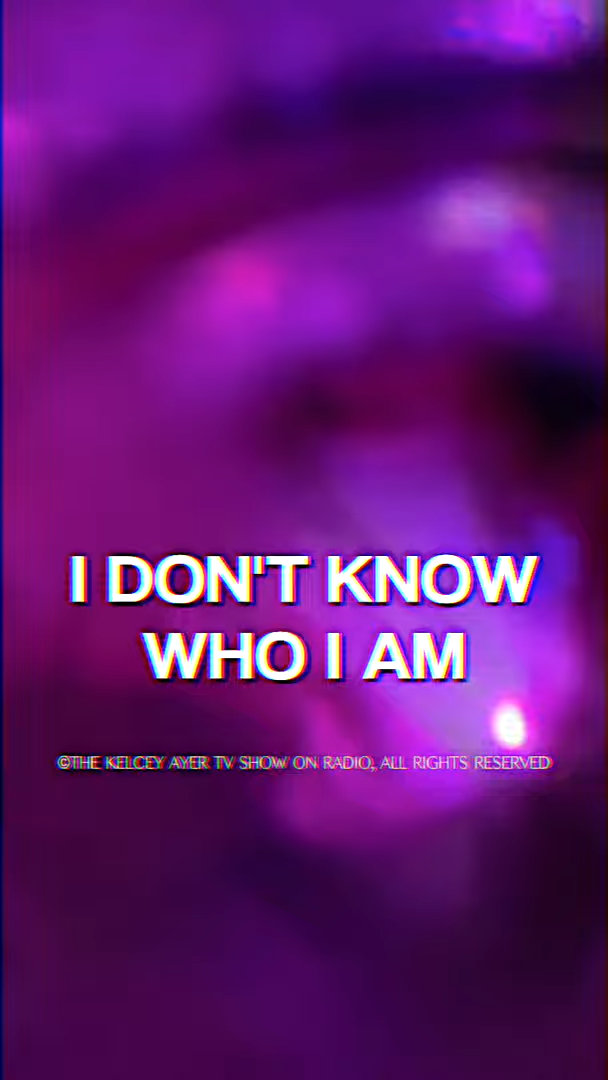 I DON'T KNOW
WHO I AM
©THE KELCEY AYER TV SHOW ON RADIO, ALL RIGHTS RESERVED